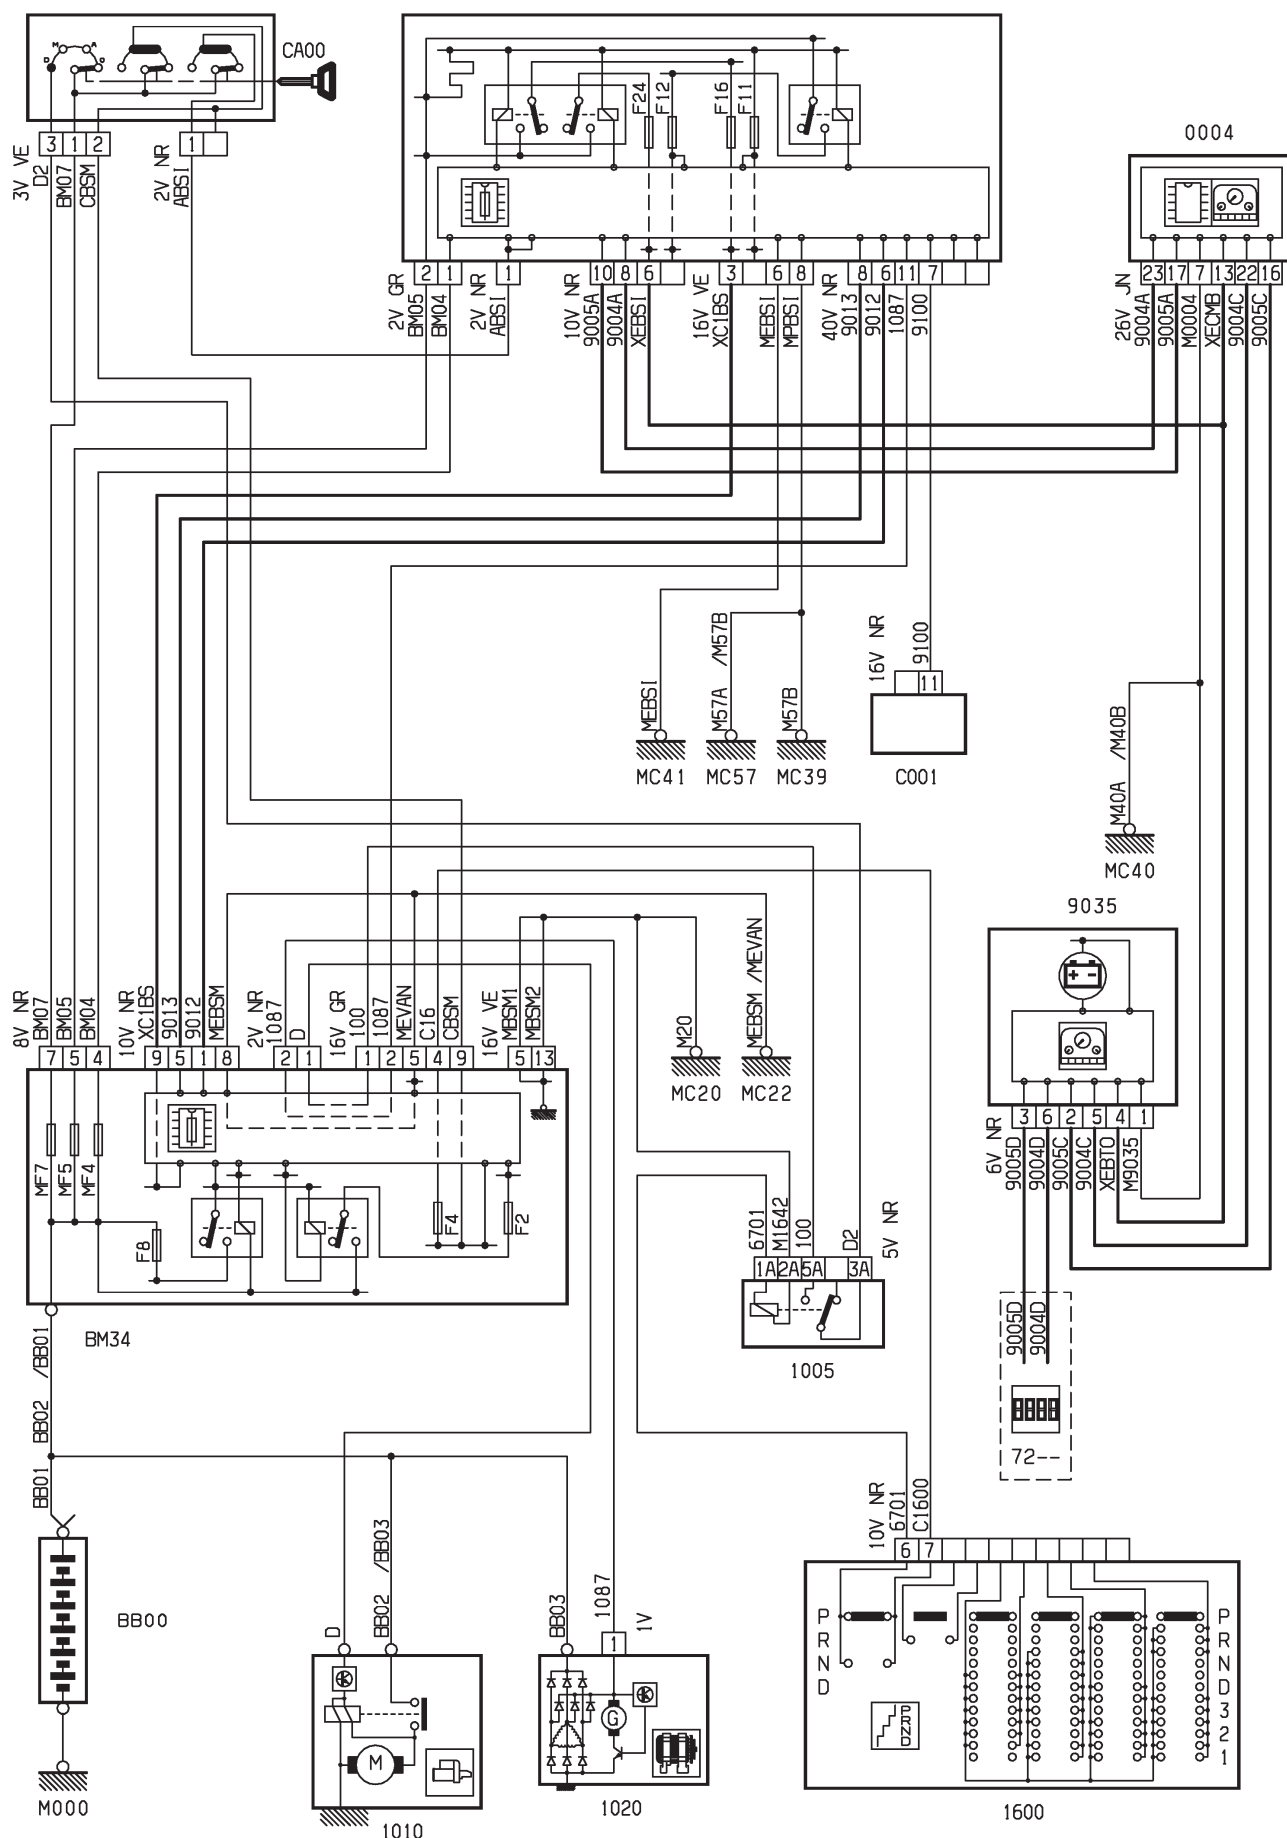 M A
D D
CA00
3 1 2
1
3V VE
D2
BM07
CBSM
2V NR
ABSI
F24
F12
F16
F11
2 1
1
10 8 6
3
6 8
8 6 11 7
2V GR
BM05
BM04
2V NR
ABSI
10V NR
9005A
9004A
XEBSI
16V VE
XC1BS
MEBSI
MPBSI
40V NR
9013
9012
1087
9100
0004
23 17 7 13 22 16
26V JN
9004A
9005A
M0004
XECMB
9004C
9005C
MEBSI
M57A /M57B
M57B
MC41
MC57
MC39
16V NR
9100
11
C001
M40A /M40B
MC40
9035
+ -
3 6 2 5 4 1
6V NR
9005D
9004D
9005C
9004C
XEBTO
M9035
9005D
9004D
72--
8V NR
BM07
BM05
BM04
10V NR
XC1BS
9013
9012
MEBSM
2V NR
1087
D
16V GR
100
1087
MEVAN
C16
CBSM
16V VE
MBSM1
MBSM2
7 5 4
9 5 1 8
2 1
1 2 5 4 9
5 13
M20
MEBSM /MEVAN
MC20
MC22
MF7
MF5
MF4
F8
F4
F2
BM34
6701
M1642
100
D2
5V NR
1A 2A 5A 3A
1005
BB02 /BB01
BB01
BB00
M000
D
BB02 /BB03
M
1010
BB03
1087
1V
1
G
1020
10V NR
6701
C1600
6 7
P
R
N
D
PRND
P
R
N
D
3
2
1
1600